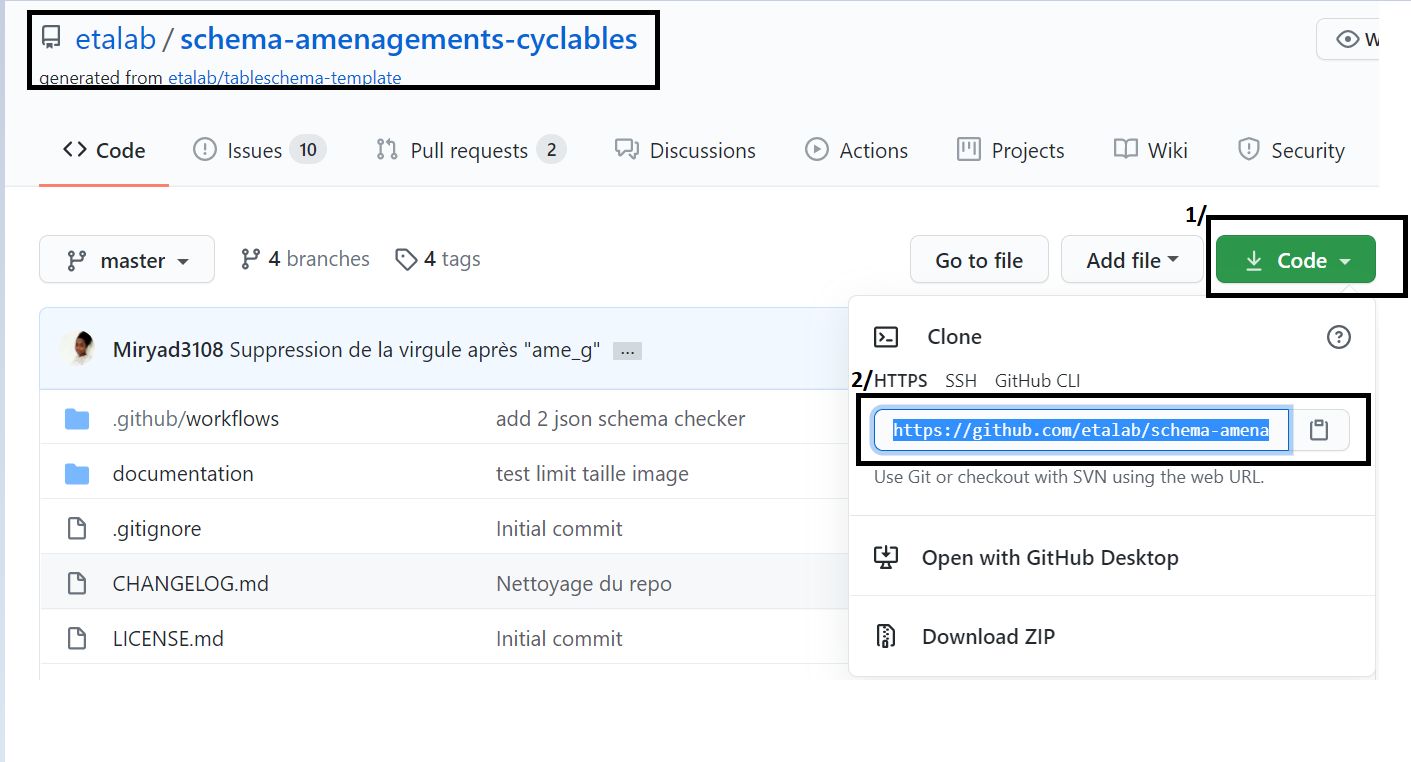 etalab / schema-amenagements-cyclables
generated from etalab/tableschema-template
Code Issues 10 Pull requests 2 Discussions Actions Projects Wiki Security
1/
master 4 branches 4 tags Go to file Add file Code
Miryad3108 Suppression de la virgule après "ame_g" ...
.github/workflows add 2 json schema checker
documentation test limit taille image
.gitignore Initial commit
CHANGELOG.md Nettoyage du repo
LICENSE.md Initial commit
Clone
2/ HTTPS SSH GitHub CLI
https://github.com/etalab/schema-amena
Use Git or checkout with SVN using the web URL.
Open with GitHub Desktop
Download ZIP